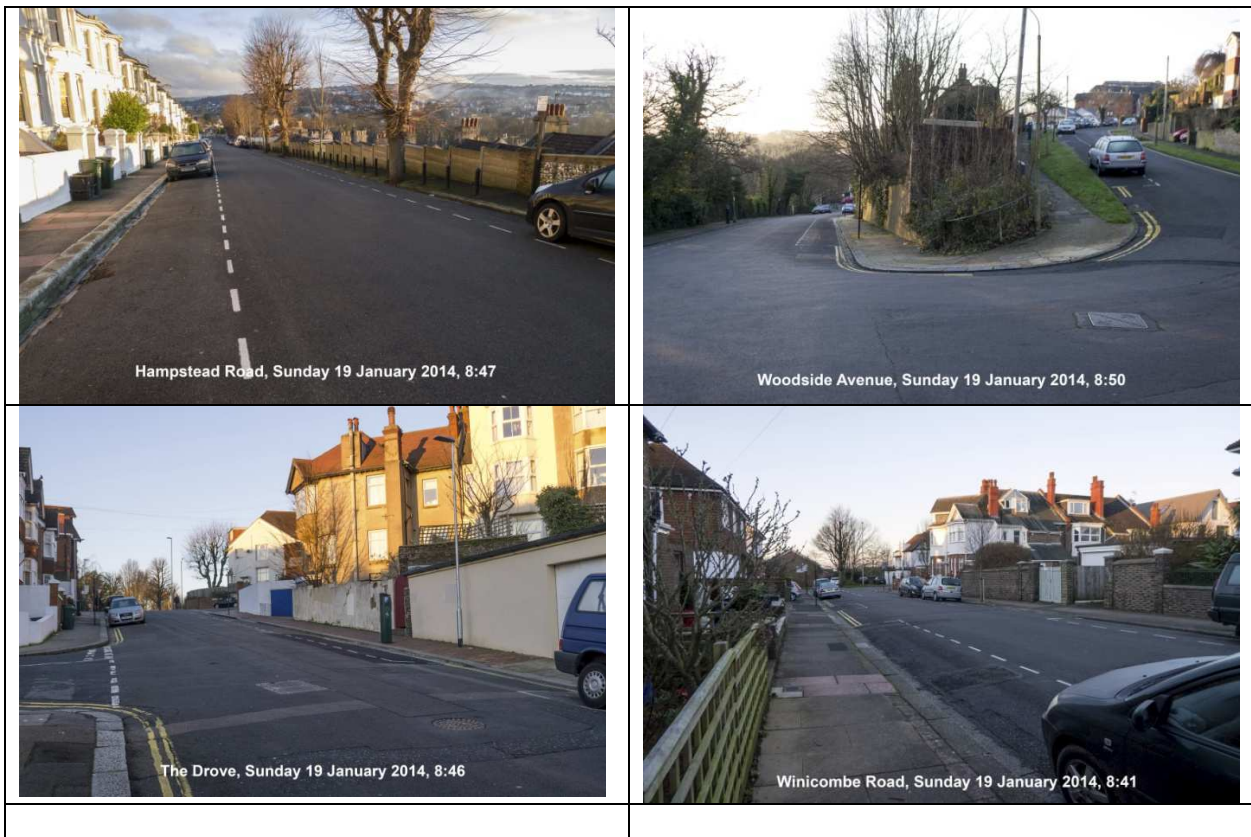 Hampstead Road, Sunday 19 January 2014, 8:47
Woodside Avenue, Sunday 19 January 2014, 8:50
The Drove, Sunday 19 January 2014, 8:46
Winicombe Road, Sunday 19 January 2014, 8:41